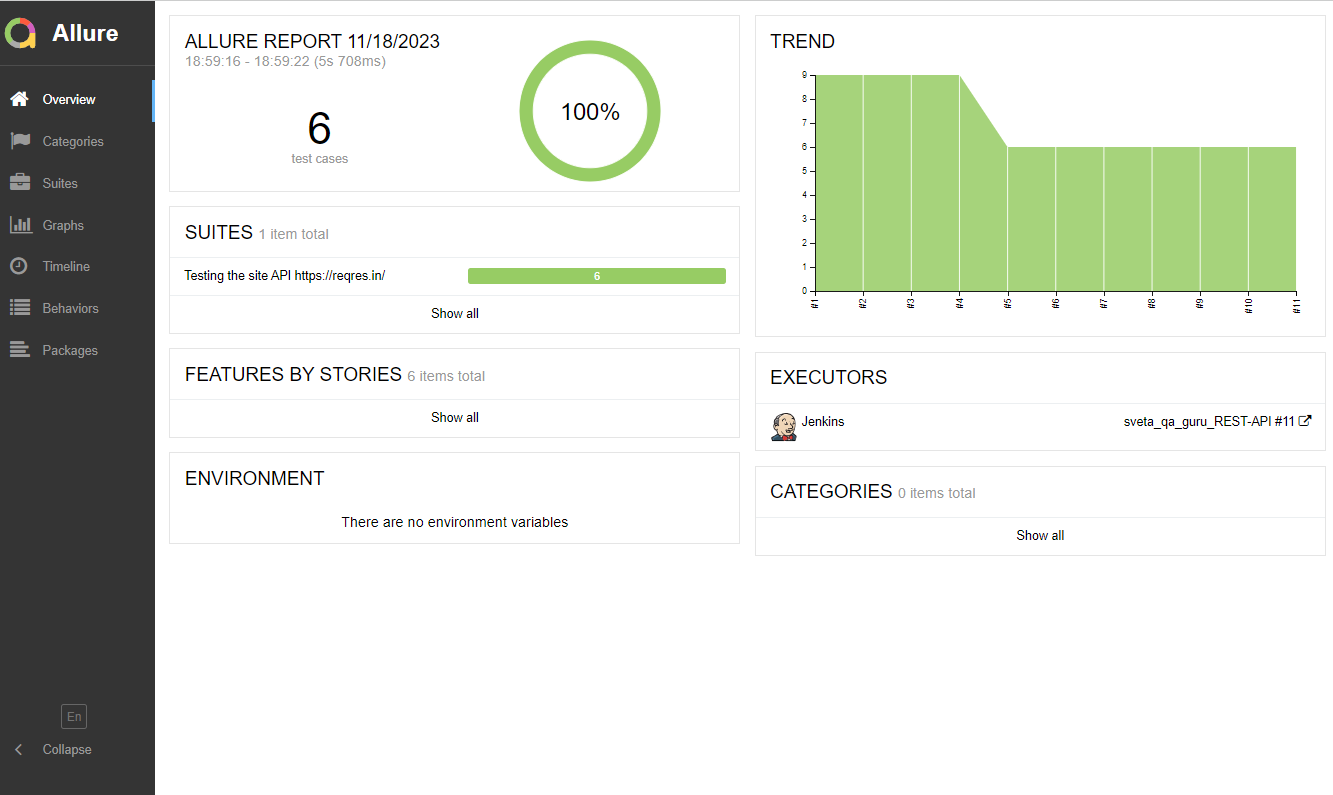 Allure
Overview
Categories
Suites
Graphs
Timeline
Behaviors
Packages
En
Collapse
ALLURE REPORT 11/18/2023
18:59:16 - 18:59:22 (5s 708ms)
6
test cases
100%
SUITES 1 item total
Testing the site API https://reqres.in/ 6
Show all
FEATURES BY STORIES 6 items total
Show all
ENVIRONMENT
There are no environment variables
TREND
9
8
7
6
5
4
3
2
1
0
#1 #2 #3 #4 #5 #6 #7 #8 #9 #10 #11
EXECUTORS
Jenkins sveta_qa_guru_REST-API #11
CATEGORIES 0 items total
Show all